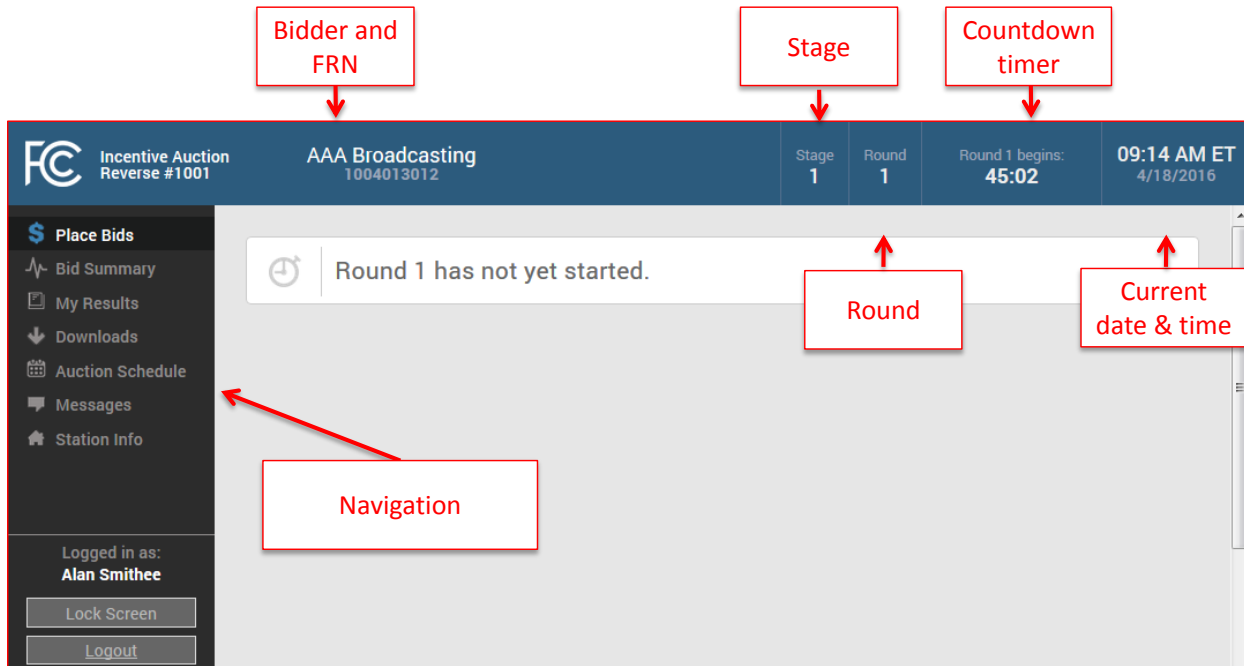 Bidder and
FRN
Stage
Countdown
timer
FCC
Incentive Auction
Reverse #1001
AAA Broadcasting
1004013012
Stage
1
Round
1
Round 1 begins:
45:02
09:14 AM ET
4/18/2016
Place Bids
Bid Summary
My Results
Downloads
Auction Schedule
Messages
Station Info
Round 1 has not yet started.
Round
Current
date & time
Navigation
Logged in as:
Alan Smithee
Lock Screen
Logout